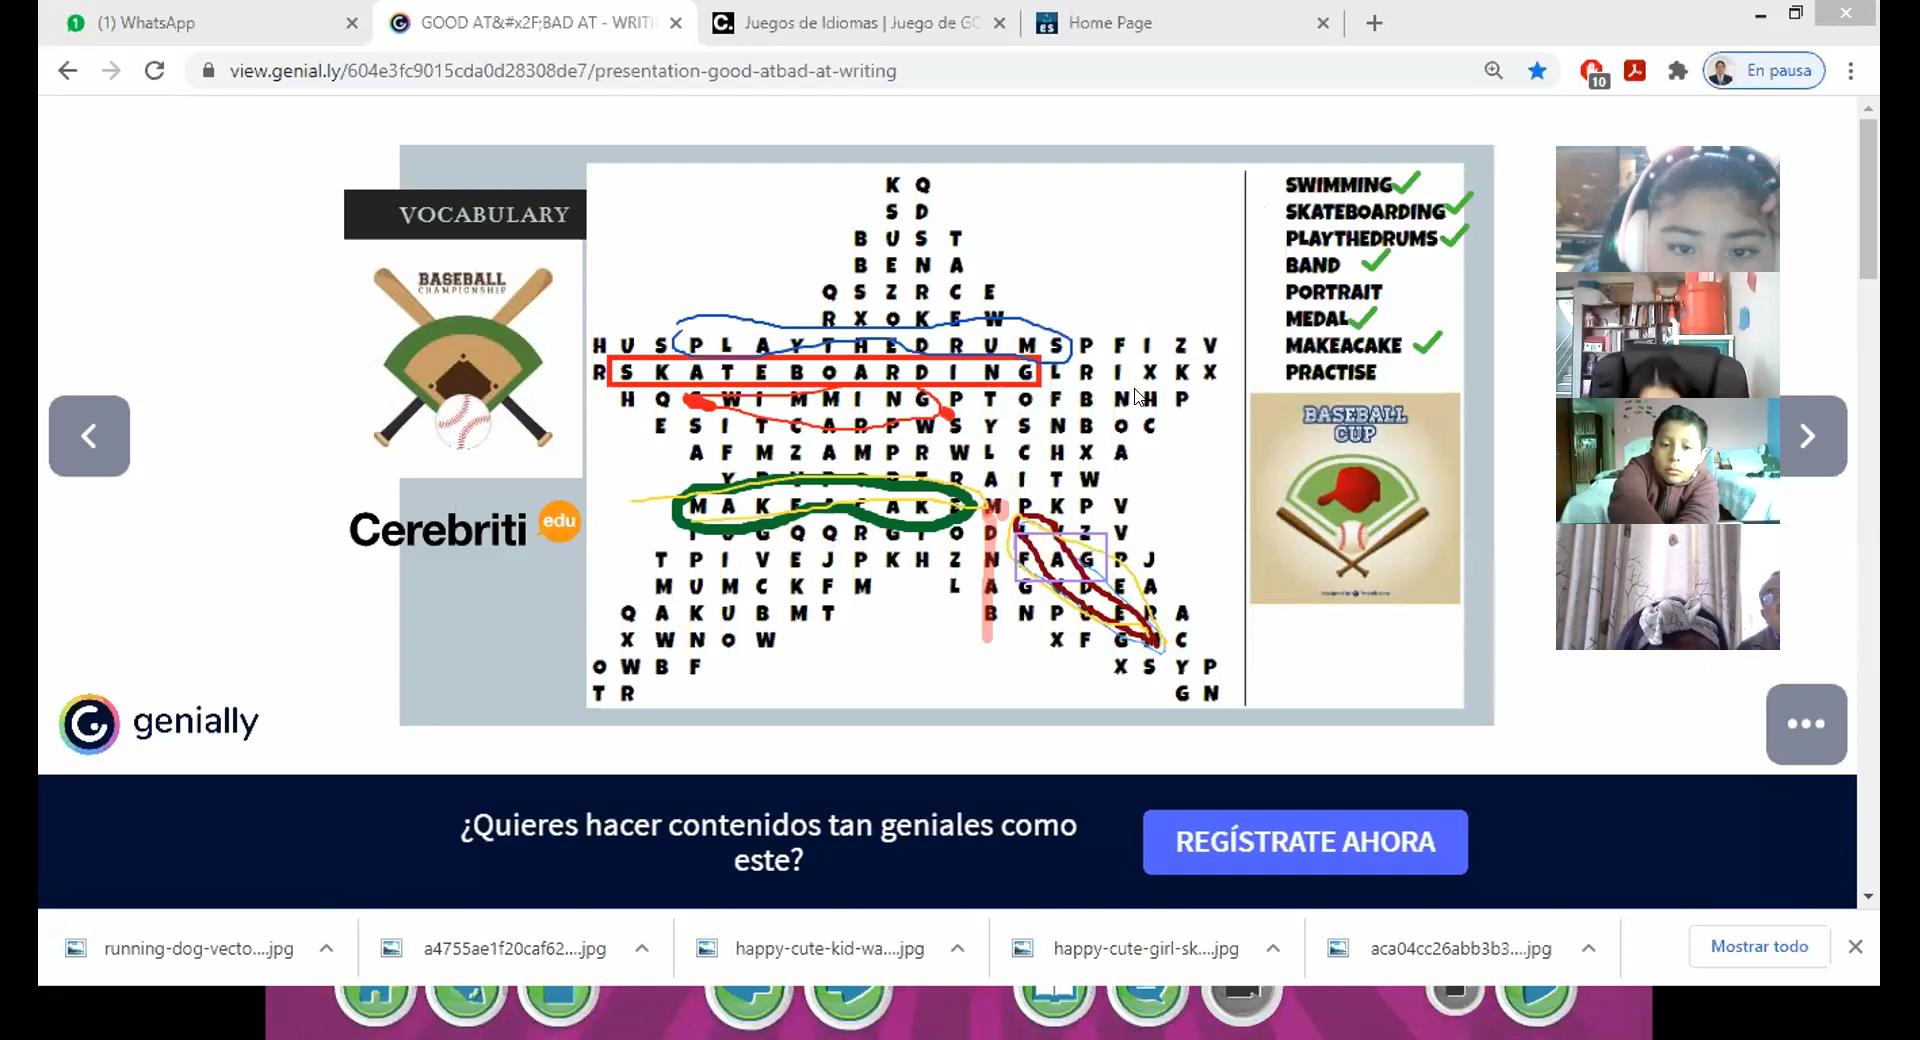 (1) WhatsApp
GOOD AT&#x2F;BAD AT - WRITI
Juegos de Idiomas | Juego de GO
Home Page
view.genial.ly/604e3fc9015cda0d28308de7/presentation-good-atbad-at-writing
10
En pausa
VOCABULARY
BASEBALL
CHAMPIONSHIP
Cerebriti edu
K Q
S D
B U S T
B E N A
Q S Z R C E
R X O K E W
H U S P L A Y T H E D R U M S P F I Z V
R S K A T E B O A R D I N G L R I X K X
H Q S W I M M I N G P T O F B N H P
E S I T C A R P W S Y S N B O C
A F M Z A M P R W L C H X A
R A I T W
M A K E A C A K E M P K P V
G Q Q R G O D Z V
T P I V E J P K H Z N F A G P J
M U M C K F M L A G D E A
Q A K U B M T B N P E R A
X W N O W X F G C
O W B F X S Y P
T R G N
SWIMMING
SKATEBOARDING
PLAYTHEDRUMS
BAND
PORTRAIT
MEDAL
MAKEACAKE
PRACTISE
BASEBALL
CUP
genially
¿Quieres hacer contenidos tan geniales como
este?
REGÍSTRATE AHORA
running-dog-vecto....jpg
a4755ae1f20caf62....jpg
happy-cute-kid-wa....jpg
happy-cute-girl-sk....jpg
aca04cc26abb3b3....jpg
Mostrar todo